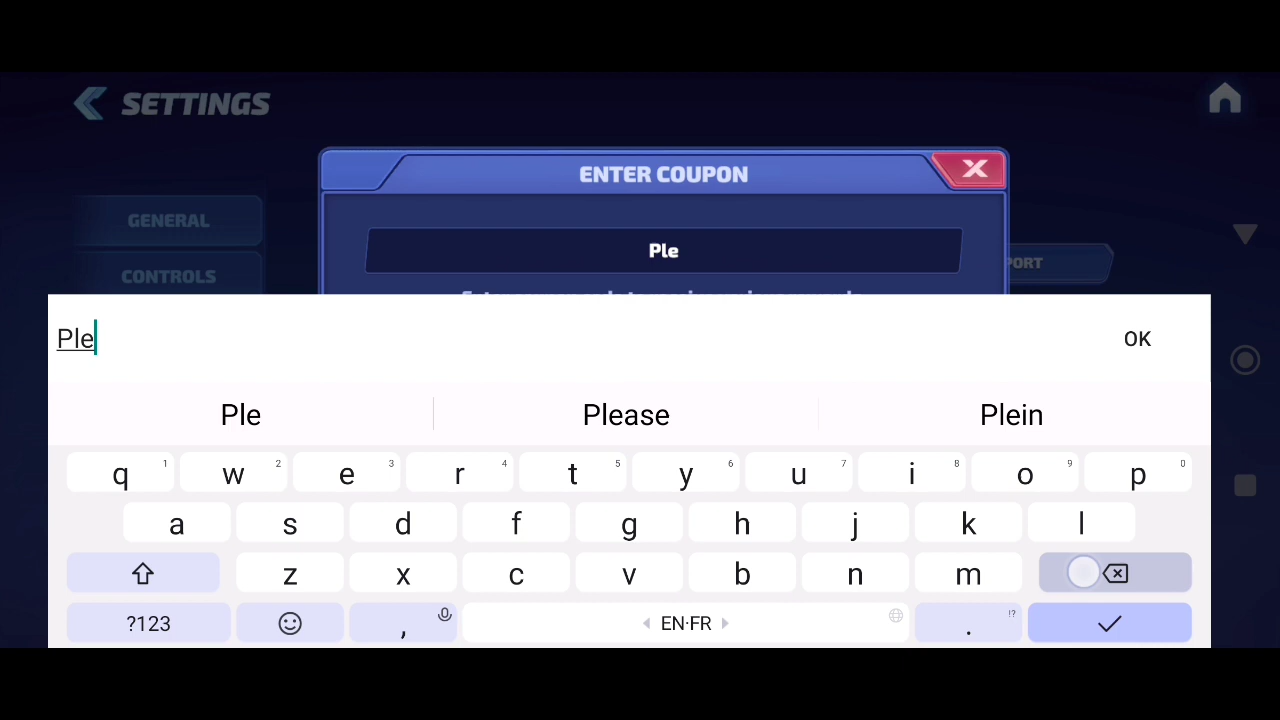 SETTINGS
ENTER COUPON
GENERAL
Ple
CONTROLS
PORT
Ple
OK
Ple Please Plein
q 1 w 2 e 3 r 4 t 5 y 6 u 7 i 8 o 9 p 0
a s d f g h j k l
z x c v b n m
?123 , EN·FR . !?